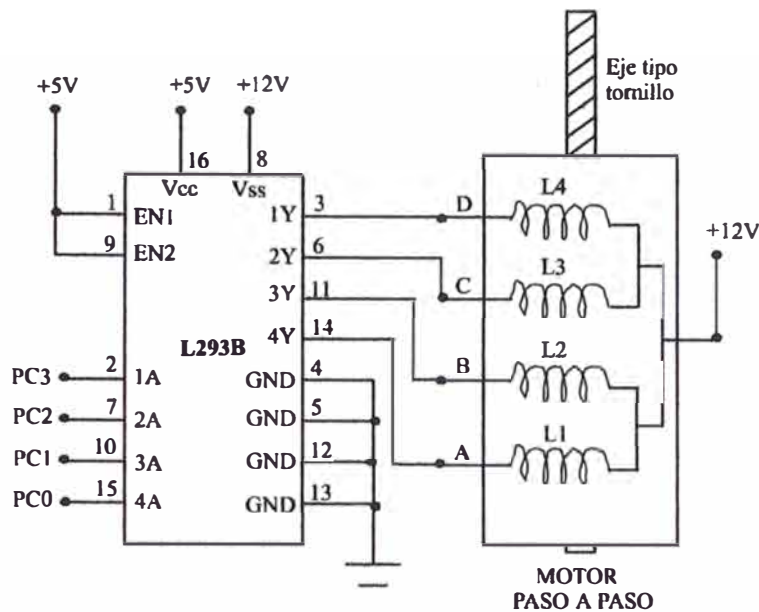 Eje tipo
tornillo
+5V
+5V
+12V
16
8
Vcc
Vss
1
EN1
9
EN2
1Y
3
2Y
6
3Y
11
4Y
14
L293B
PC3
2
1A
PC2
7
2A
PC1
10
3A
PC0
15
4A
GND
4
GND
5
GND
12
GND
13
D
L4
C
L3
B
L2
A
L1
+12V
MOTOR
PASO A PASO